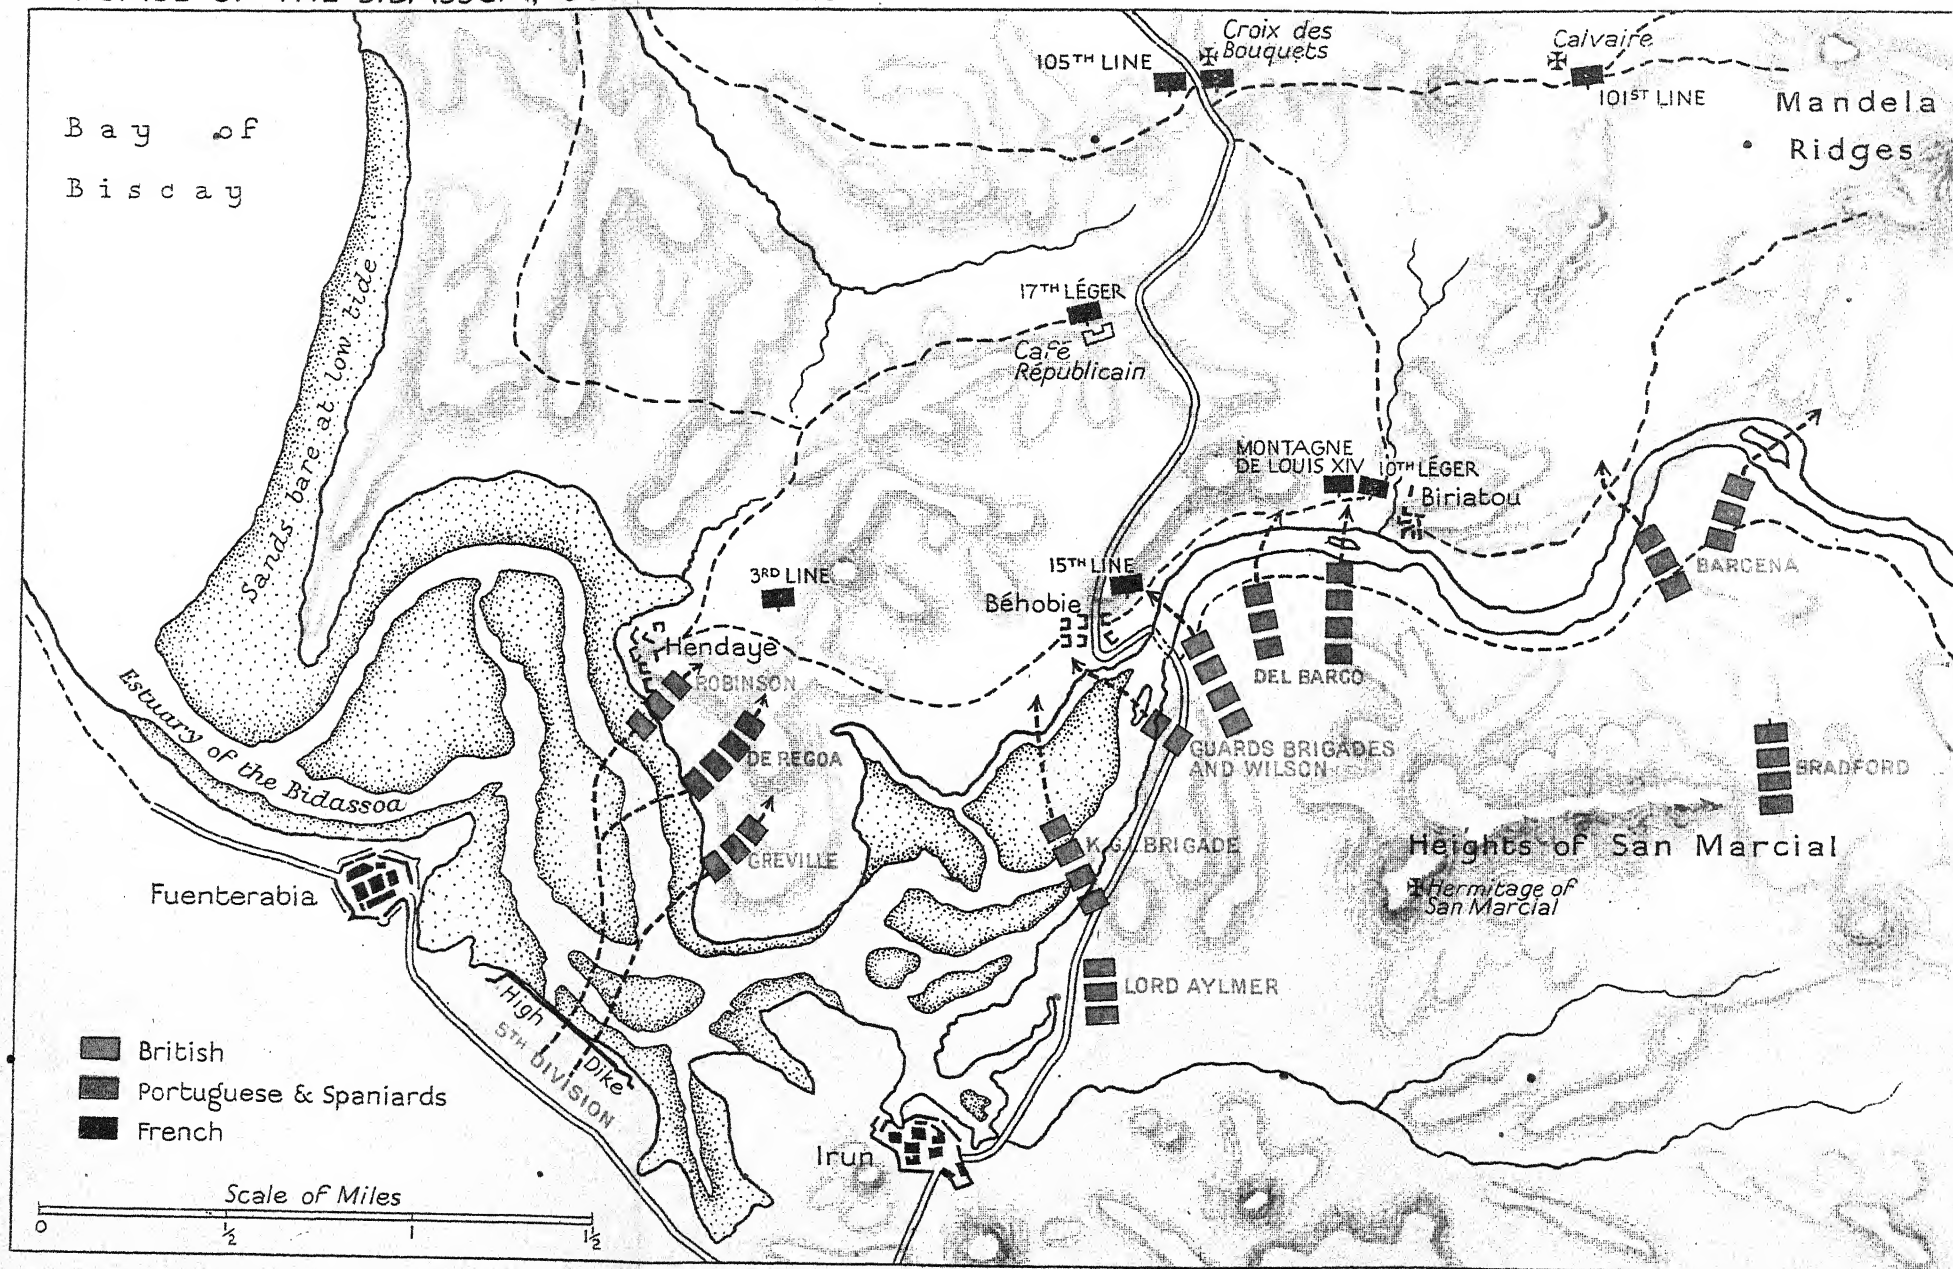 Croix des
Bouquets
Calvaire
105TH LINE
101ST LINE
Mandela
Ridges
Bay of
Biscay
Sands bare at low tide
17TH LÉGER
Café
Républicain
MONTAGNE
DE LOUIS XIV
10TH LÉGER
Biriatou
3RD LINE
15TH LINE
Béhobie
BARCENA
Hendaye
ROBINSON
DEL BARCO
Estuary of the Bidassoa
DE REGOA
GUARDS BRIGADES
AND WILSON
BRADFORD
GREVILLE
K.G.L. BRIGADE
Heights of San Marcial
Fuenterabia
Hermitage of
San Marcial
High Dike
5TH DIVISION
LORD AYLMER
British
Portuguese & Spaniards
French
Irun
Scale of Miles
0 ½ 1 1½